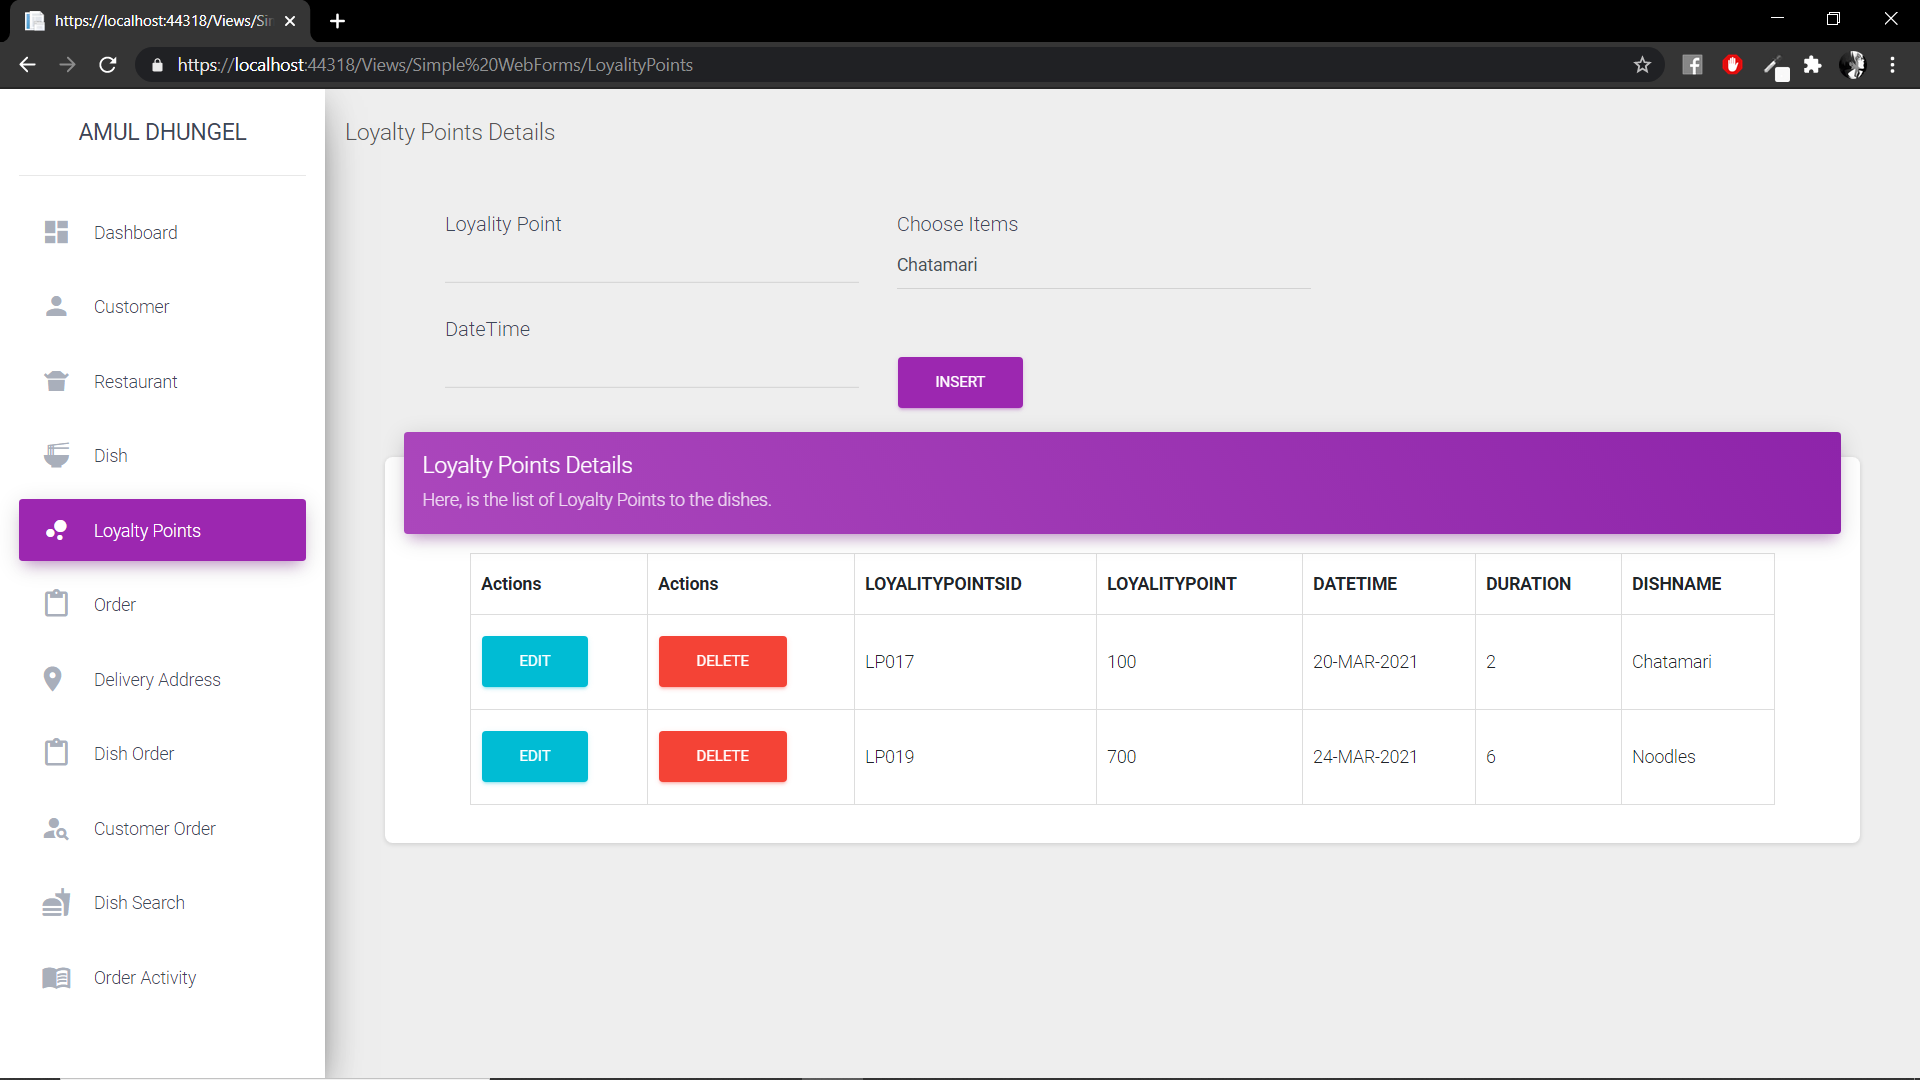 https://localhost:44318/Views/Sin
https://localhost:44318/Views/Simple%20WebForms/LoyalityPoints
AMUL DHUNGEL
Dashboard
Customer
Restaurant
Dish
Loyalty Points
Order
Delivery Address
Dish Order
Customer Order
Dish Search
Order Activity
Loyalty Points Details
Loyality Point
Choose Items
Chatamari
DateTime
INSERT
Loyalty Points Details
Here, is the list of Loyalty Points to the dishes.
Actions Actions LOYALITYPOINTSID LOYALITYPOINT DATETIME DURATION DISHNAME
EDIT DELETE LP017 100 20-MAR-2021 2 Chatamari
EDIT DELETE LP019 700 24-MAR-2021 6 Noodles